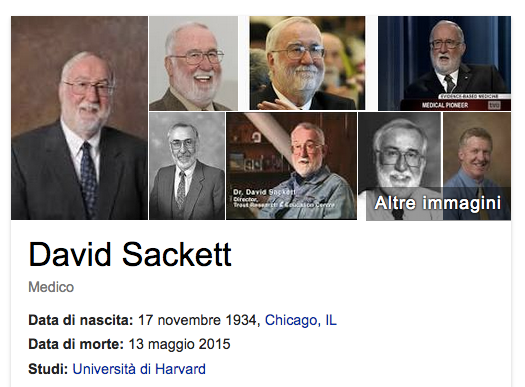 EVIDENCE-BASED MEDICINE
MEDICAL PIONEER
Dr. David Sackett
Director,
Trout Research & Education Centre
Altre immagini
David Sackett
Medico
Data di nascita: 17 novembre 1934, Chicago, IL
Data di morte: 13 maggio 2015
Studi: Università di Harvard